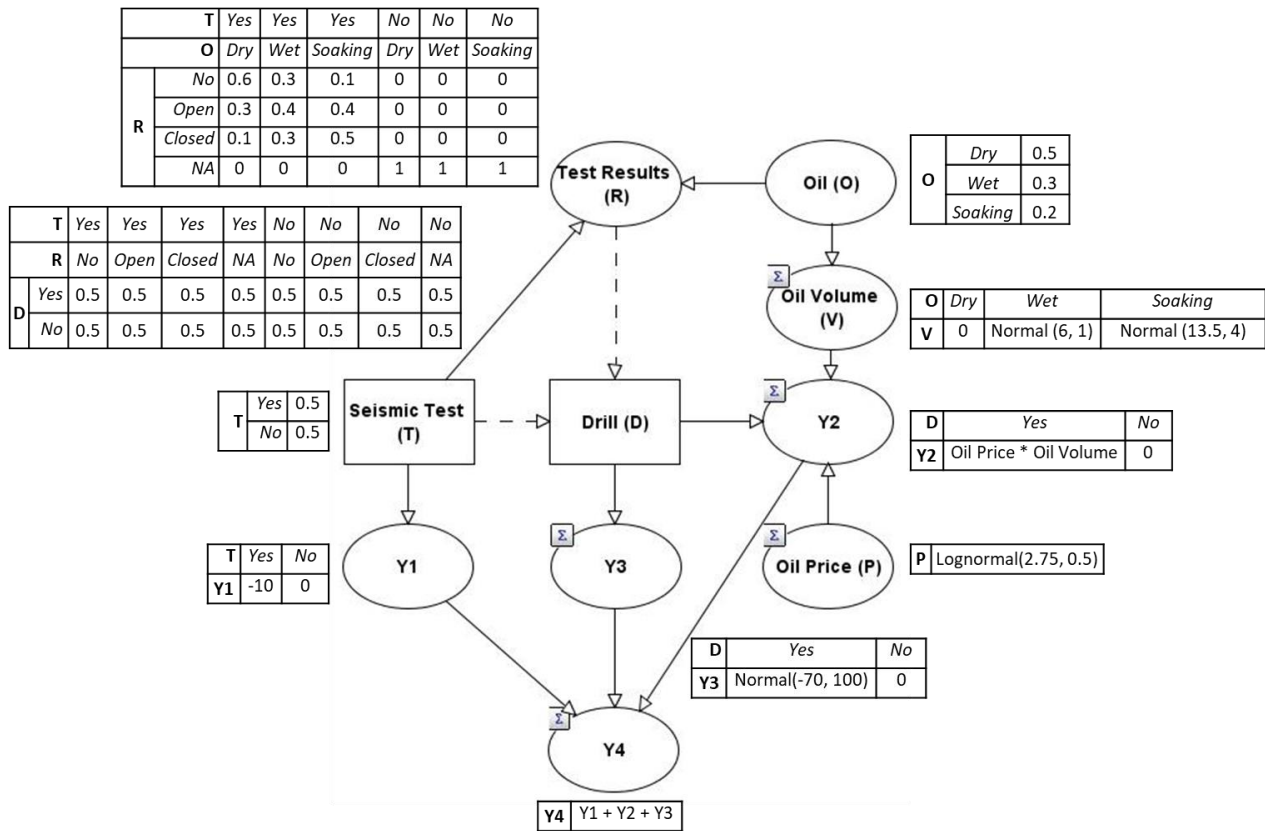 T Yes Yes Yes No No No
O Dry Wet Soaking Dry Wet Soaking
R
No 0.6 0.3 0.1 0 0 0
Open 0.3 0.4 0.4 0 0 0
Closed 0.1 0.3 0.5 0 0 0
NA 0 0 0 1 1 1
Test Results
(R)
Oil (O)
O
Dry 0.5
Wet 0.3
Soaking 0.2
T Yes Yes Yes Yes No No No No
R No Open Closed NA No Open Closed NA
D
Yes 0.5 0.5 0.5 0.5 0.5 0.5 0.5 0.5
No 0.5 0.5 0.5 0.5 0.5 0.5 0.5 0.5
Σ
Oil Volume
(V)
O Dry Wet Soaking
V 0 Normal (6, 1) Normal (13.5, 4)
T
Yes 0.5
No 0.5
Seismic Test
(T)
Drill (D)
Σ
Y2
D Yes No
Y2 Oil Price * Oil Volume 0
T Yes No
Y1 -10 0
Y1
Σ
Y3
Σ
Oil Price (P)
P Lognormal(2.75, 0.5)
D Yes No
Y3 Normal(-70, 100) 0
Σ
Y4
Y4 Y1 + Y2 + Y3